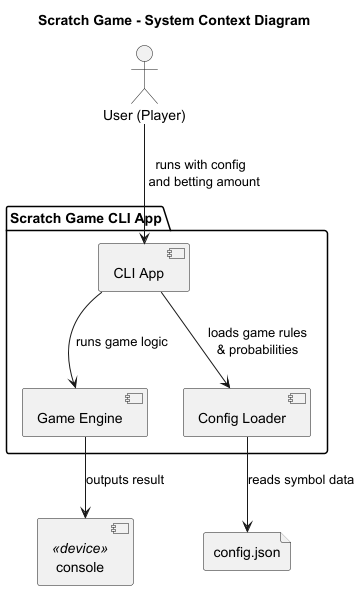 Scratch Game - System Context Diagram
User (Player)
runs with config
and betting amount
Scratch Game CLI App
CLI App
runs game logic
loads game rules
& probabilities
Game Engine
Config Loader
outputs result
reads symbol data
«device»
console
config.json